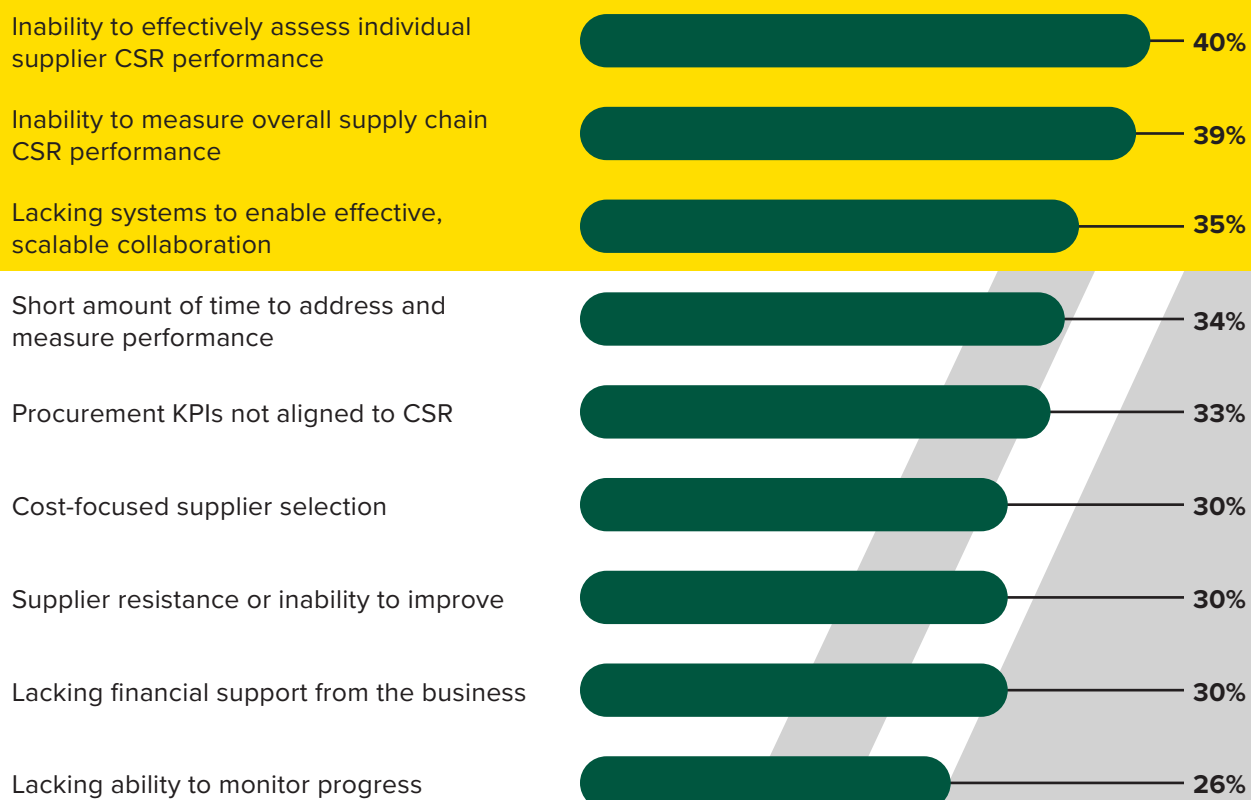 Inability to effectively assess individual
supplier CSR performance
40%
Inability to measure overall supply chain
CSR performance
39%
Lacking systems to enable effective,
scalable collaboration
35%
Short amount of time to address and
measure performance
34%
Procurement KPIs not aligned to CSR
33%
Cost-focused supplier selection
30%
Supplier resistance or inability to improve
30%
Lacking financial support from the business
30%
Lacking ability to monitor progress
26%